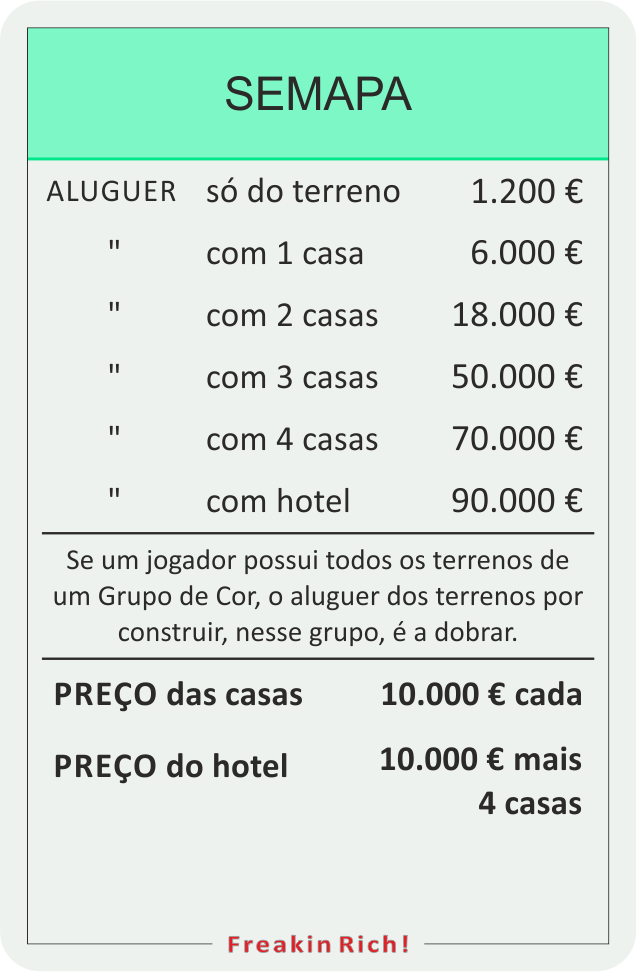 SEMAPA
ALUGUER só do terreno 1.200 €
" com 1 casa 6.000 €
" com 2 casas 18.000 €
" com 3 casas 50.000 €
" com 4 casas 70.000 €
" com hotel 90.000 €
Se um jogador possui todos os terrenos de
um Grupo de Cor, o aluguer dos terrenos por
construir, nesse grupo, é a dobrar.
PREÇO das casas 10.000 € cada
PREÇO do hotel 10.000 € mais
4 casas
Freakin Rich!